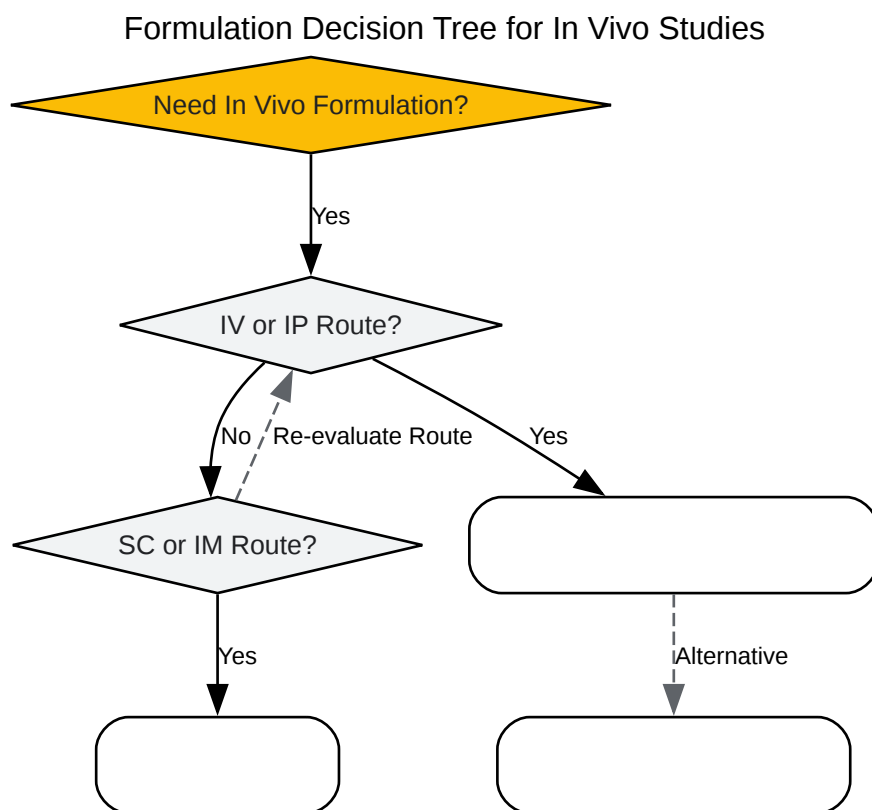 Formulation Decision Tree for In Vivo Studies
Need In Vivo Formulation?
Yes
IV or IP Route?
No
Re-evaluate Route
Yes
SC or IM Route?
Yes
Alternative